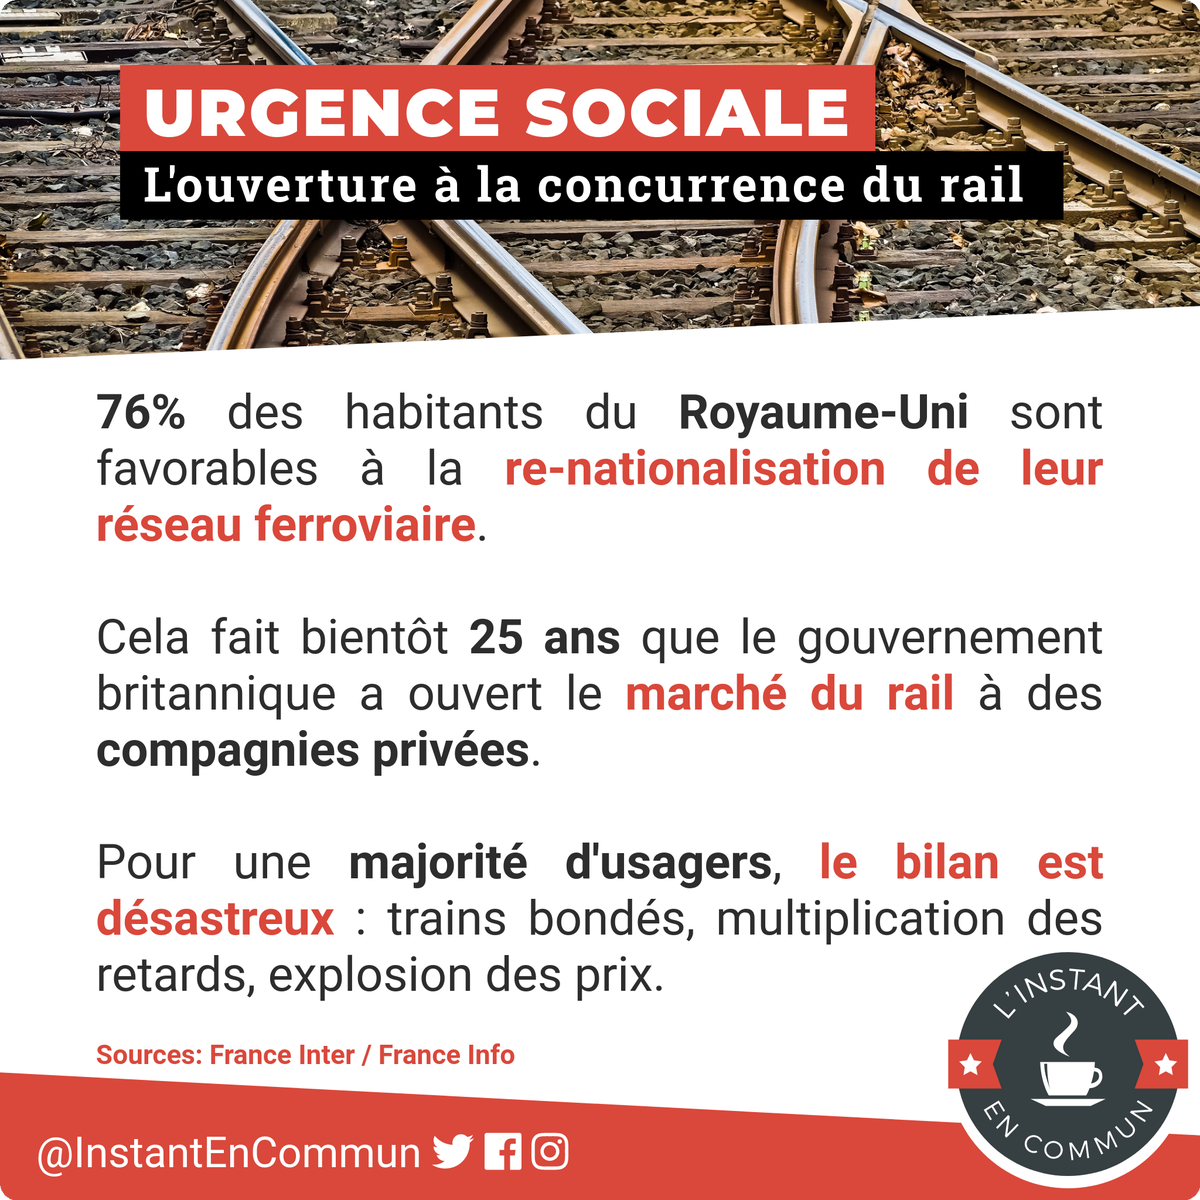 URGENCE SOCIALE
L'ouverture à la concurrence du rail
76% des habitants du Royaume-Uni sont
favorables à la re-nationalisation de leur
réseau ferroviaire.
Cela fait bientôt 25 ans que le gouvernement
britannique a ouvert le marché du rail à des
compagnies privées.
Pour une majorité d'usagers, le bilan est
désastreux : trains bondés, multiplication des
retards, explosion des prix.
Sources: France Inter / France Info
L'INSTANT
EN COMMUN
@InstantEnCommun